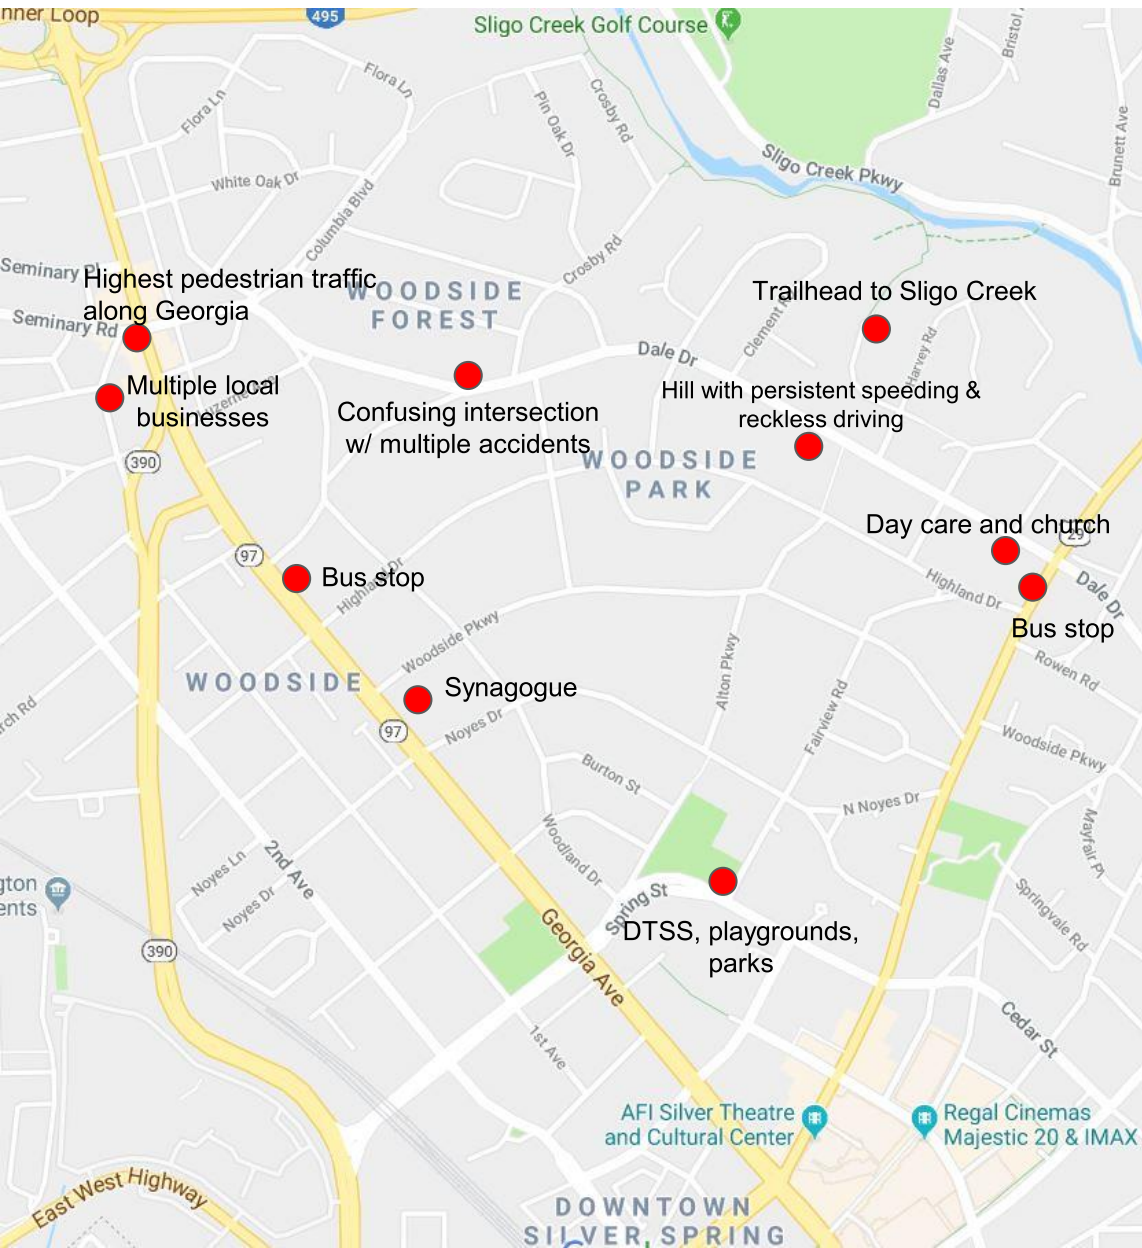 nner Loop
495
Sligo Creek Golf Course
Flora Ln
Flora Ln
Pin Oak Dr
Crosby Rd
Dallas Ave
Bristol
Brunett Ave
Sligo Creek Pkwy
White Oak Dr
Columbia Blvd
Crosby Rd
Seminary Pl
Highest pedestrian traffic
along Georgia
WOODSIDE
FOREST
Trailhead to Sligo Creek
Seminary Rd
Clement Rd
Harvey Rd
Dale Dr
Multiple local
businesses
Luzerne
Confusing intersection
w/ multiple accidents
Hill with persistent speeding &
reckless driving
390
WOODSIDE
PARK
Day care and church
29
97
Bus stop
Highland Dr
Highland Dr
Dale Dr
Bus stop
Woodside Pkwy
Rowen Rd
WOODSIDE
Synagogue
Alton Pkwy
Fairview Rd
rch Rd
97
Noyes Dr
Woodside Pkwy
Burton St
N Noyes Dr
Mayfair Pl
Woodland Dr
2nd Ave
Noyes Ln
Noyes Dr
gton
ents
Spring St
Springvale Rd
Georgia Ave
DTSS, playgrounds,
parks
390
Cedar St
1st Ave
AFI Silver Theatre
and Cultural Center
Regal Cinemas
Majestic 20 & IMAX
East West Highway
DOWNTOWN
SILVER SPRING